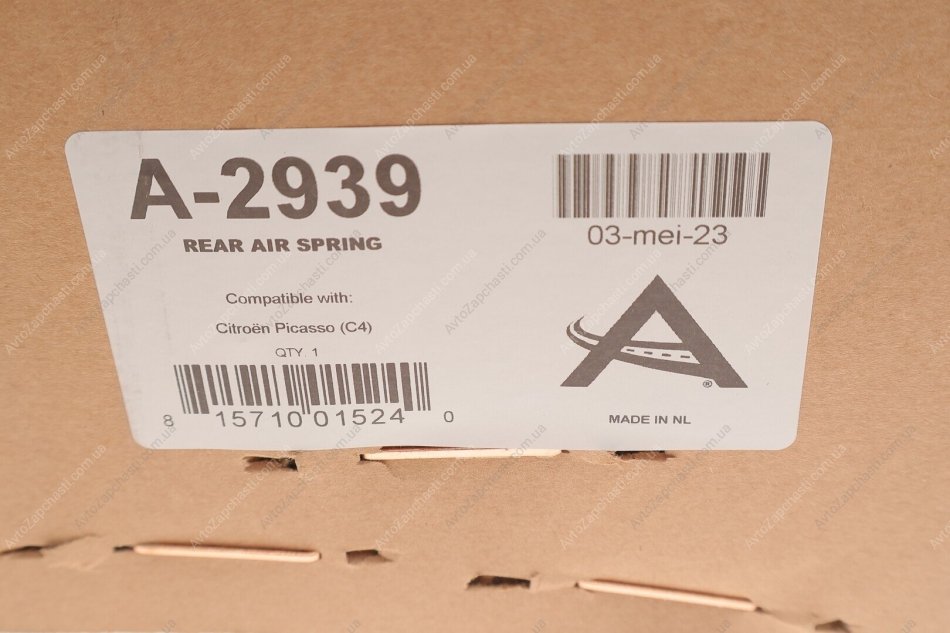 A-2939
REAR AIR SPRING
Compatible with:
Citroën Picasso (C4)
QTY. 1
8 15710 01524 0
03-mei-23
®
MADE IN NL
AvtoZapchasti.com.ua